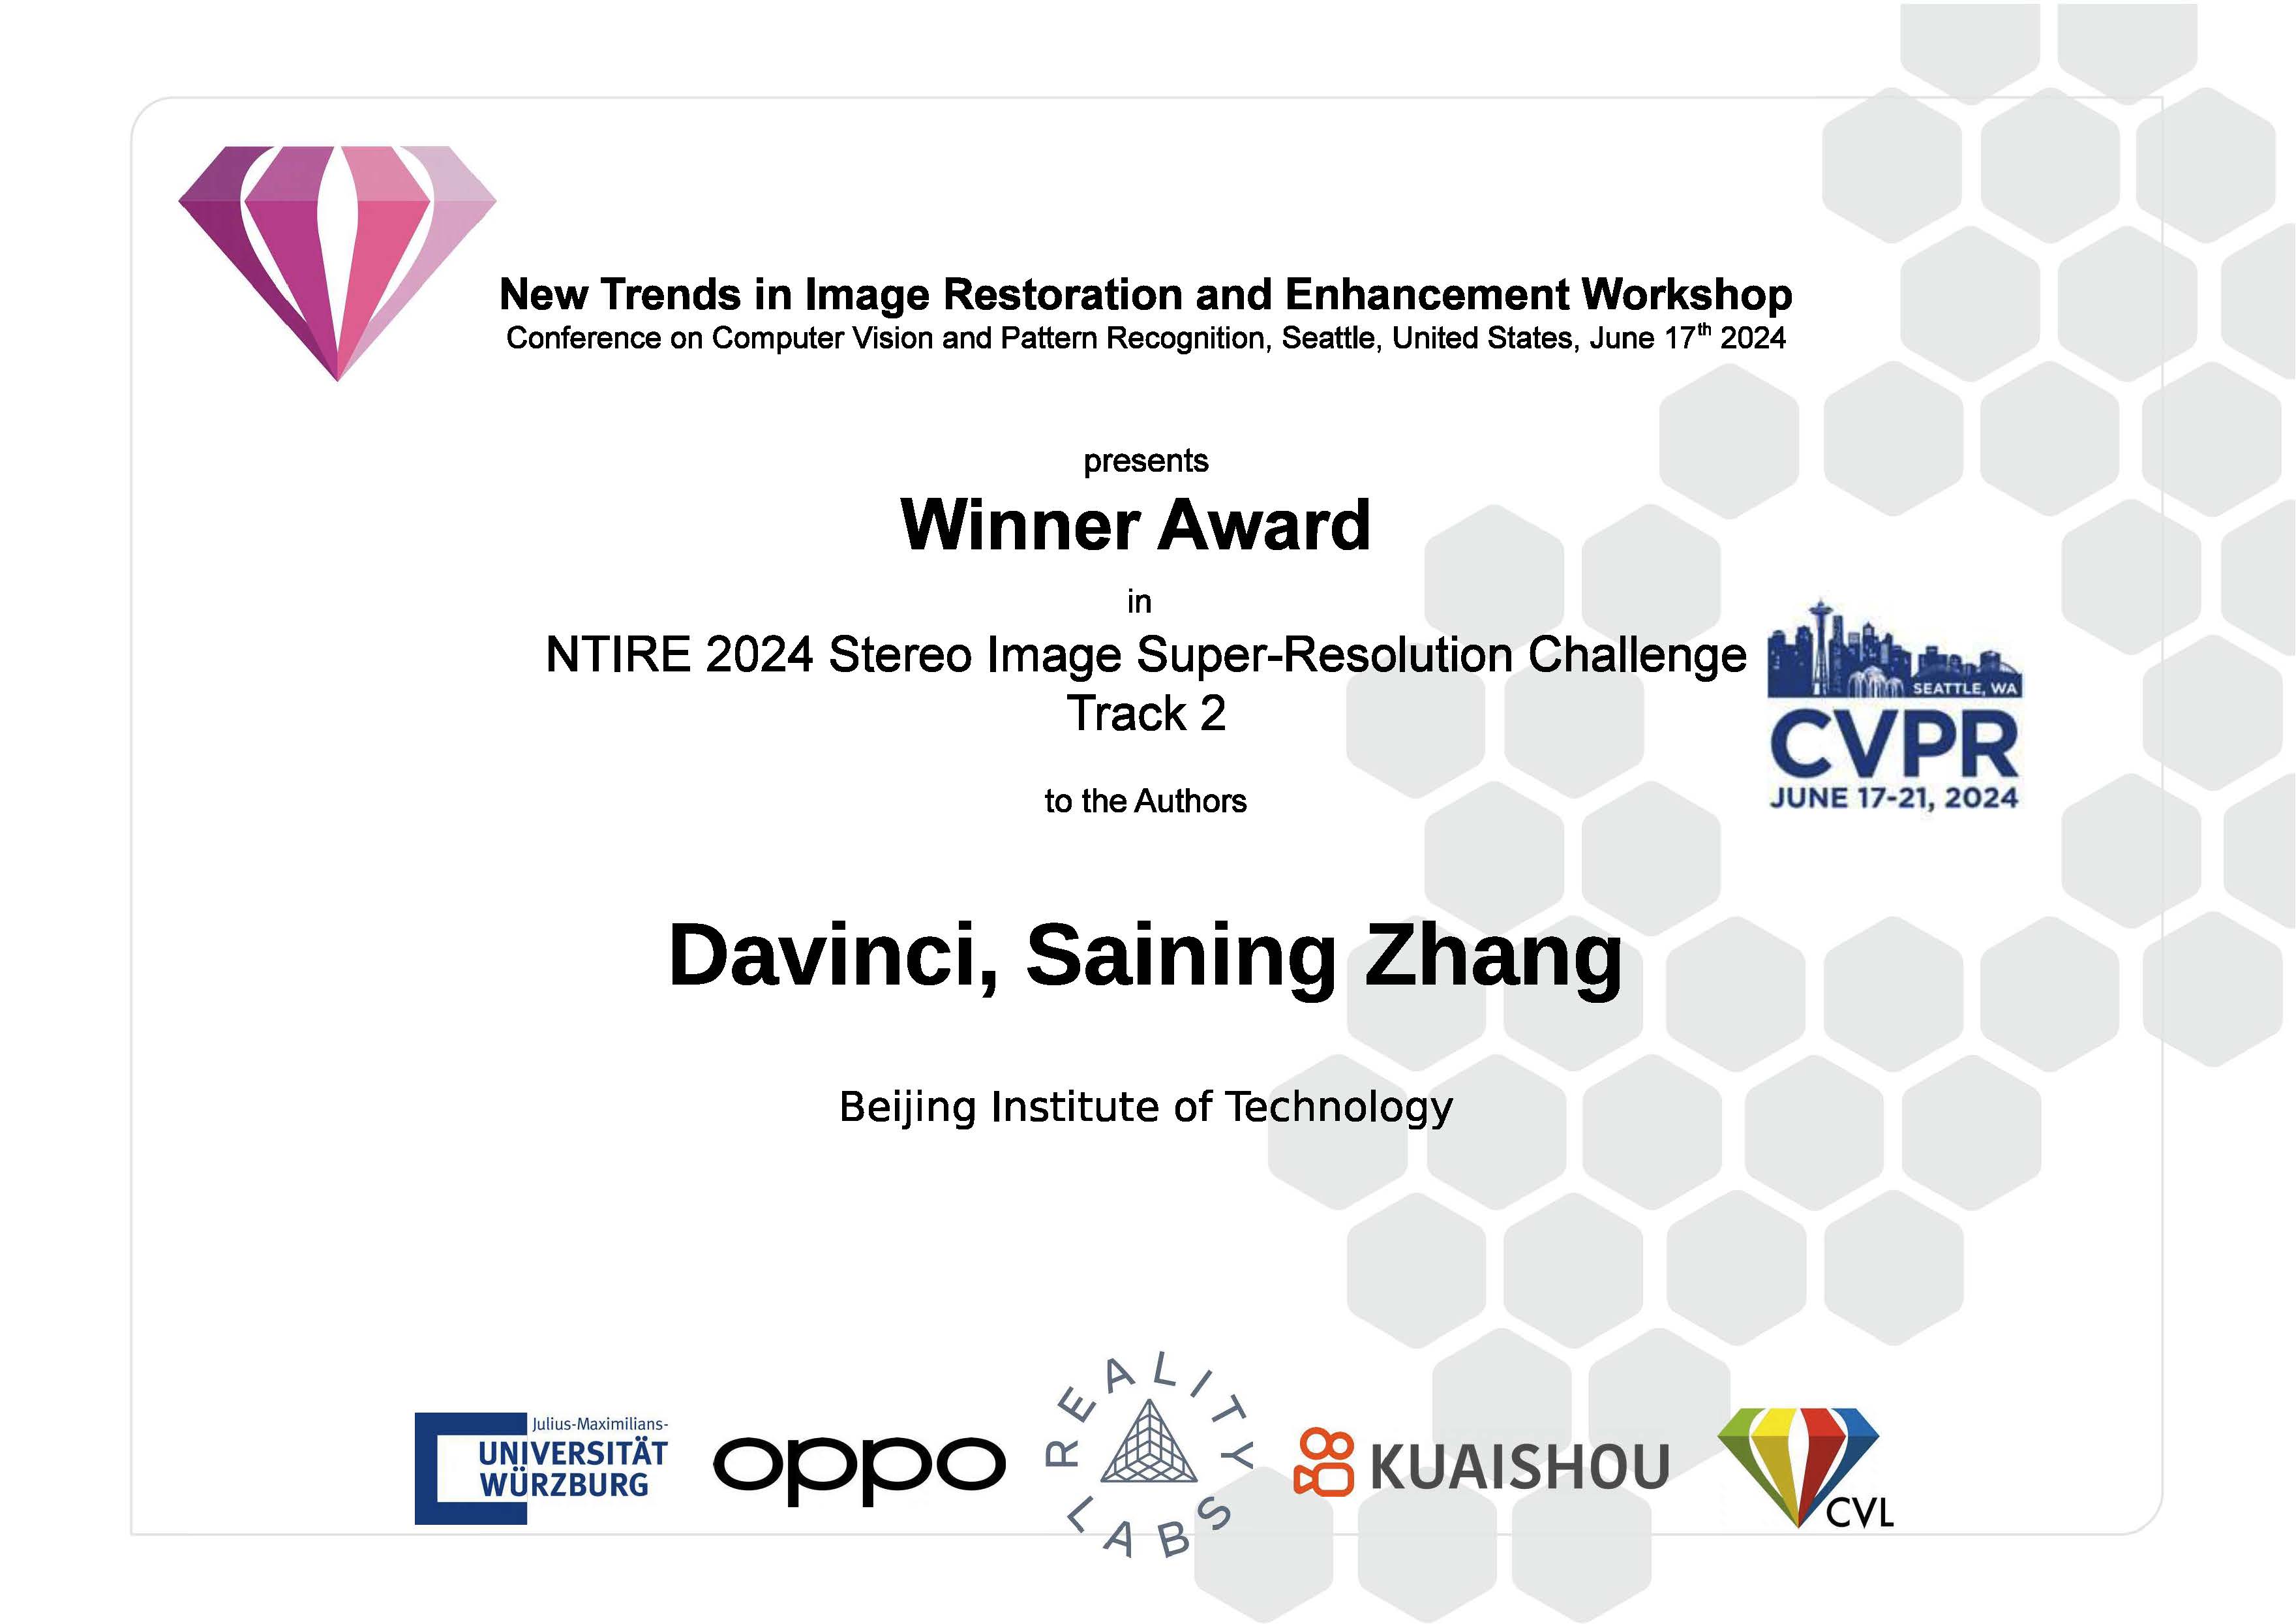 New Trends in Image Restoration and Enhancement Workshop
Conference on Computer Vision and Pattern Recognition, Seattle, United States, June 17th 2024
presents
Winner Award
in
NTIRE 2024 Stereo Image Super-Resolution Challenge
Track 2
SEATTLE, WA
CVPR
JUNE 17-21, 2024
to the Authors
Davinci, Saining Zhang
Beijing Institute of Technology
Julius-Maximilians-
UNIVERSITÄT
WÜRZBURG
oppo
REALITY
LABS
KUAISHOU
CVL